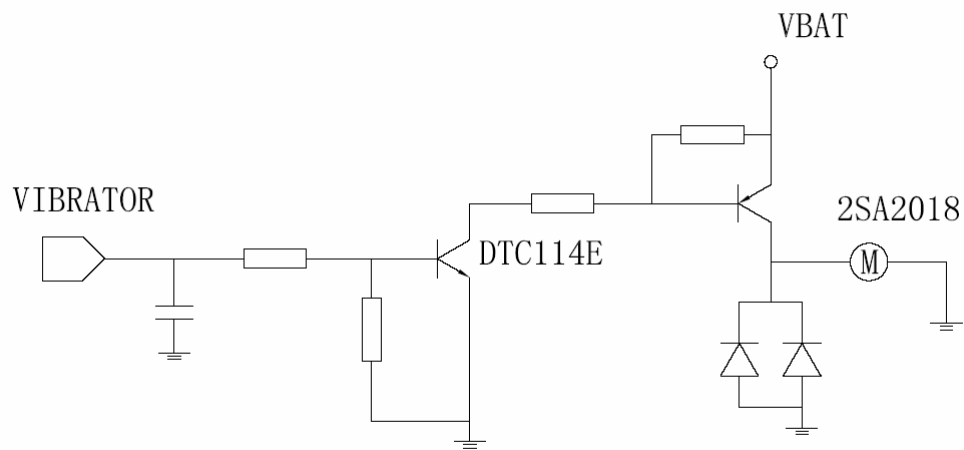 VBAT
VIBRATOR
2SA2018
DTC114E
M